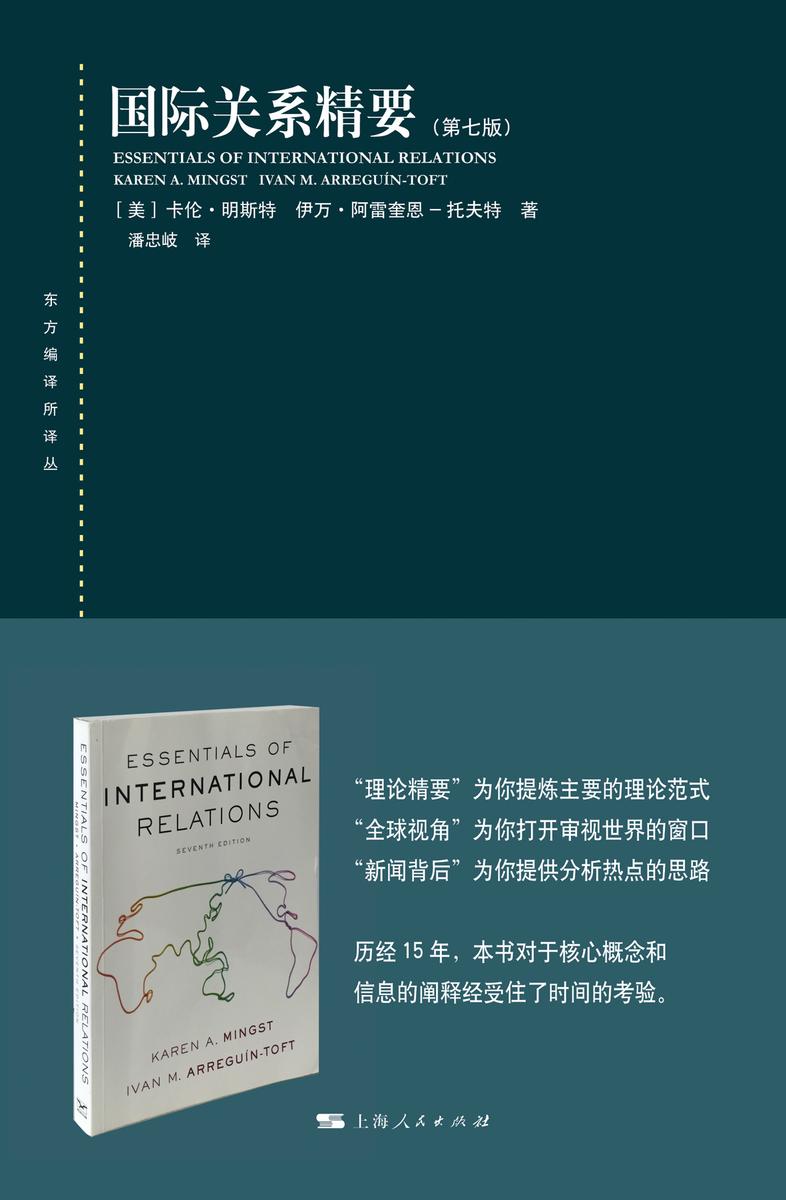 国际关系精要（第七版）
ESSENTIALS OF INTERNATIONAL RELATIONS
KAREN A. MINGST IVAN M. ARREGUÍN-TOFT
［美］卡伦·明斯特 伊万·阿雷奎恩－托夫特 著
潘忠岐 译
东方编译所译丛
ESSENTIALS OF
INTERNATIONAL
RELATIONS
SEVENTH EDITION
KAREN A. MINGST
IVAN M. ARREGUÍN-TOFT
ESSENTIALS OF INTERNATIONAL RELATIONS
MINGST · ARREGUÍN-TOFT · SEVENTH EDITION
“理论精要”为你提炼主要的理论范式
“全球视角”为你打开审视世界的窗口
“新闻背后”为你提供分析热点的思路
历经 15 年，本书对于核心概念和
信息的阐释经受住了时间的考验。
上海人民出版社